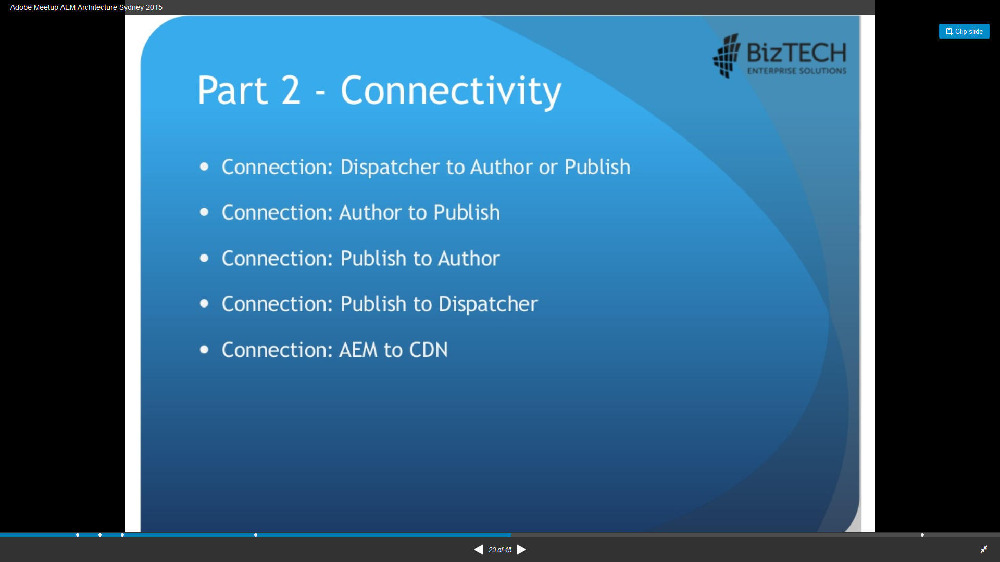 Adobe Meetup AEM Architecture Sydney 2015
Clip slide
BizTECH
ENTERPRISE SOLUTIONS
Part 2 - Connectivity
• Connection: Dispatcher to Author or Publish
• Connection: Author to Publish
• Connection: Publish to Author
• Connection: Publish to Dispatcher
• Connection: AEM to CDN
23 of 45